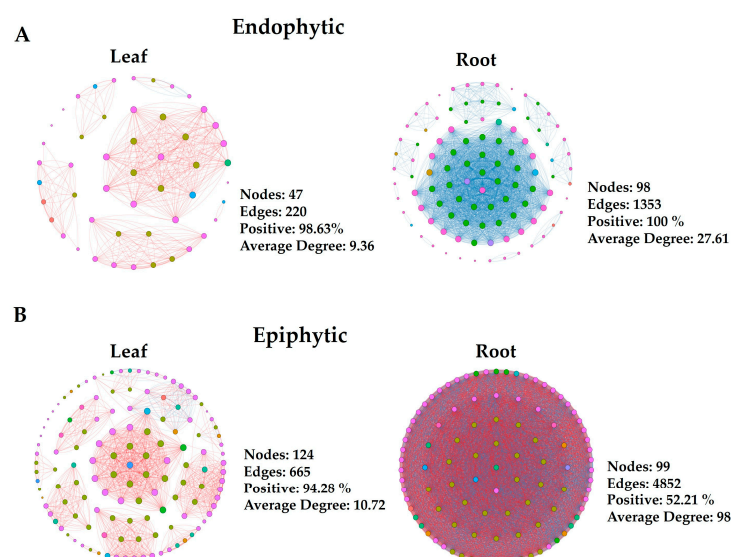 A
Endophytic
Leaf
Root
Nodes: 47
Edges: 220
Positive: 98.63%
Average Degree: 9.36
Nodes: 98
Edges: 1353
Positive: 100 %
Average Degree: 27.61
B
Epiphytic
Leaf
Root
Nodes: 124
Edges: 665
Positive: 94.28 %
Average Degree: 10.72
Nodes: 99
Edges: 4852
Positive: 52.21 %
Average Degree: 98